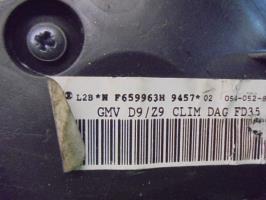 L2B *N F659963H 9457* 02 054-052-
GMV D9/Z9 CLIM DAG FD35